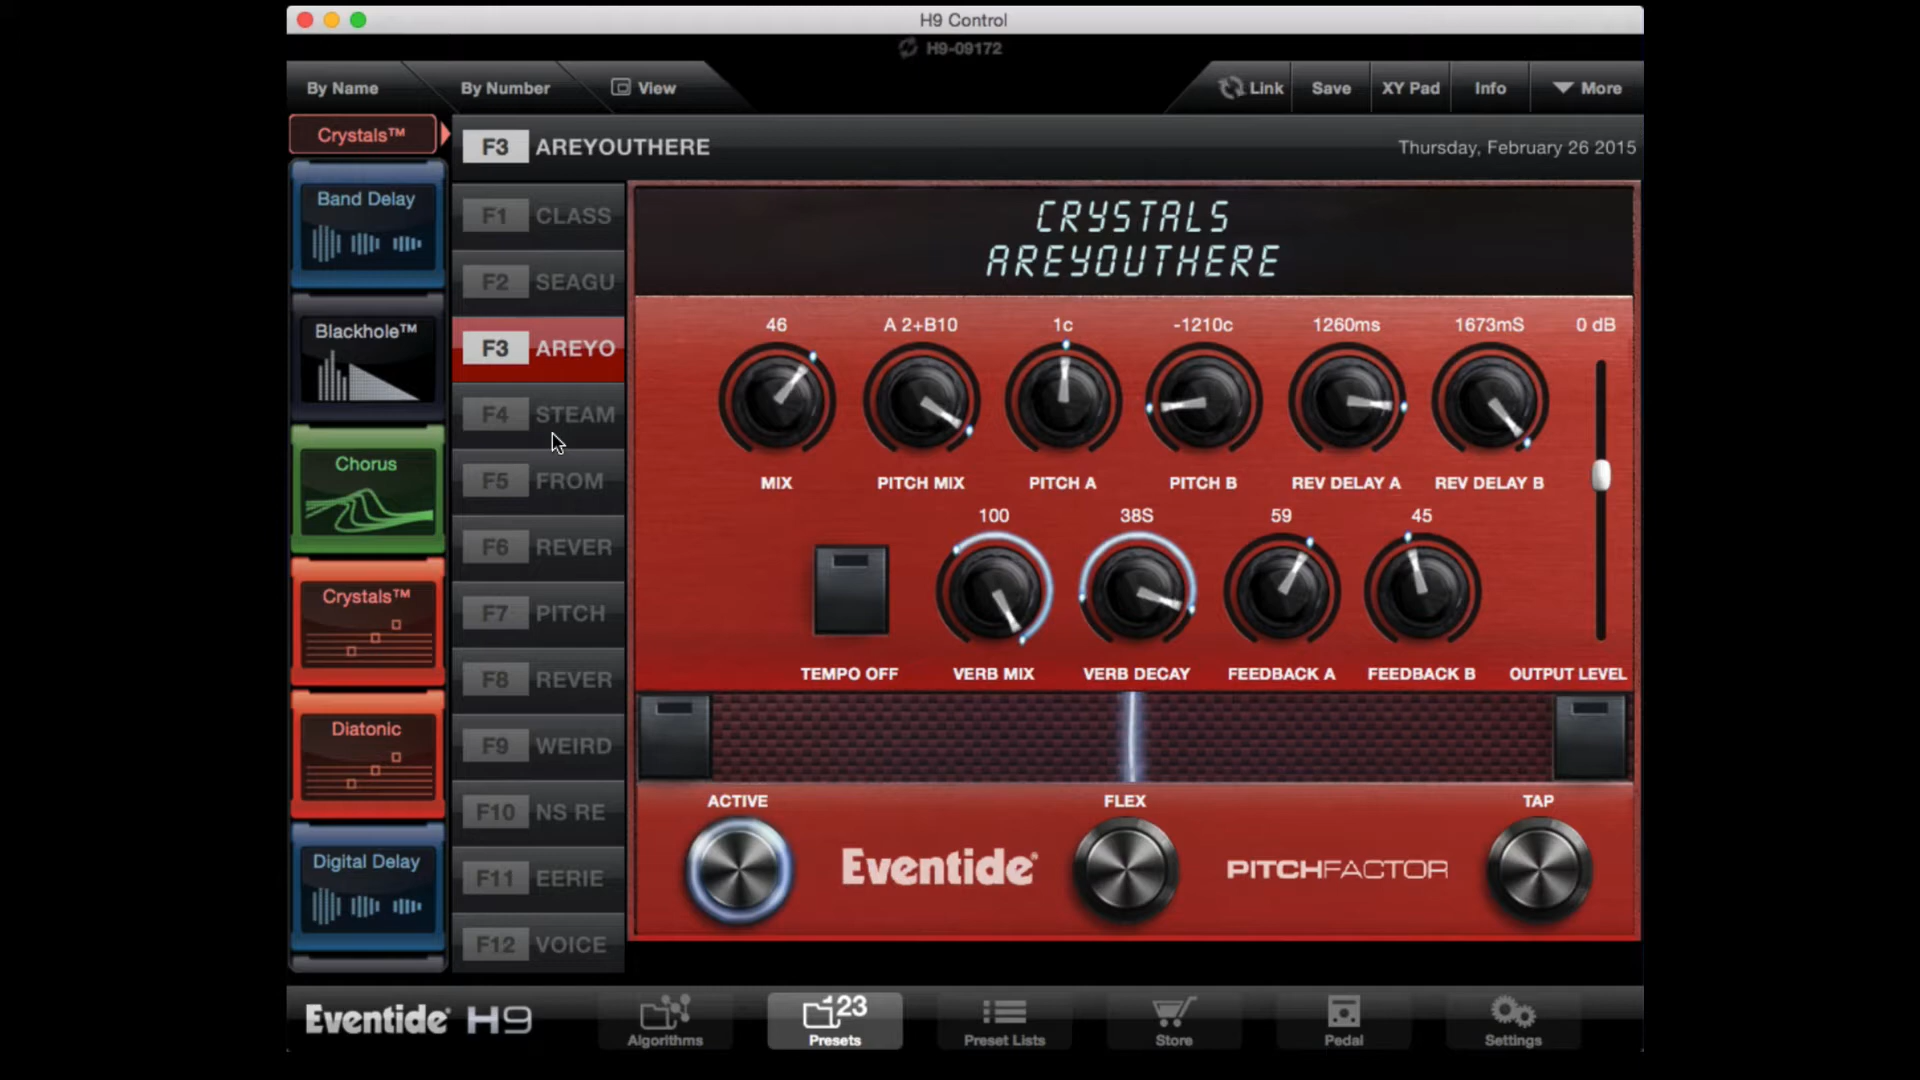 H9 Control
H9-09172
By Name
By Number
View
Link
Save
XY Pad
Info
More
Crystals™
F3 AREYOUTHERE
Thursday, February 26 2015
Band Delay
Blackhole™
Chorus
Crystals™
Diatonic
Digital Delay
F1 CLASS
F2 SEAGU
F3 AREYO
F4 STEAM
F5 FROM
F6 REVER
F7 PITCH
F8 REVER
F9 WEIRD
F10 NS RE
F11 EERIE
F12 VOICE
CRYSTALS
AREYOUTHERE
46 A 2+B10 1c -1210c 1260ms 1673mS 0 dB
MIX PITCH MIX PITCH A PITCH B REV DELAY A REV DELAY B
100 38S 59 45
TEMPO OFF VERB MIX VERB DECAY FEEDBACK A FEEDBACK B OUTPUT LEVEL
ACTIVE FLEX TAP
Eventide® PITCHFACTOR
Eventide® H9
Algorithms
123
Presets
Preset Lists
Store
Pedal
Settings